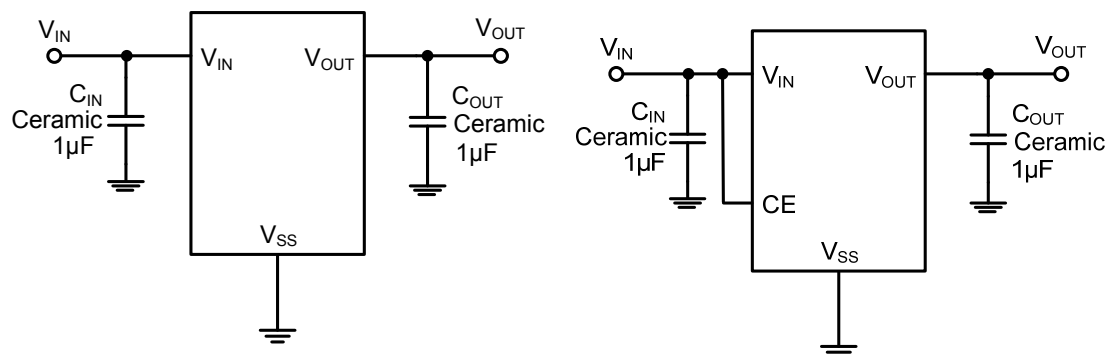 VIN
VIN
VOUT
VOUT
CIN
Ceramic
1µF
COUT
Ceramic
1µF
VSS
VIN
VIN
VOUT
VOUT
CIN
Ceramic
1µF
COUT
Ceramic
1µF
CE
VSS